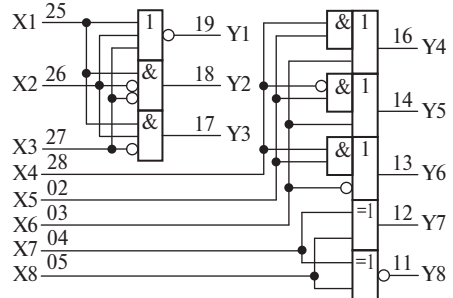 X1 25 1 19 Y1 & 1 16 Y4
X2 26 & 18 Y2 & 1 14 Y5
X3 27 & 17 Y3
X4 28 & 1 13 Y6
X5 02
X6 03 =1 12 Y7
X7 04
X8 05 =1 11 Y8